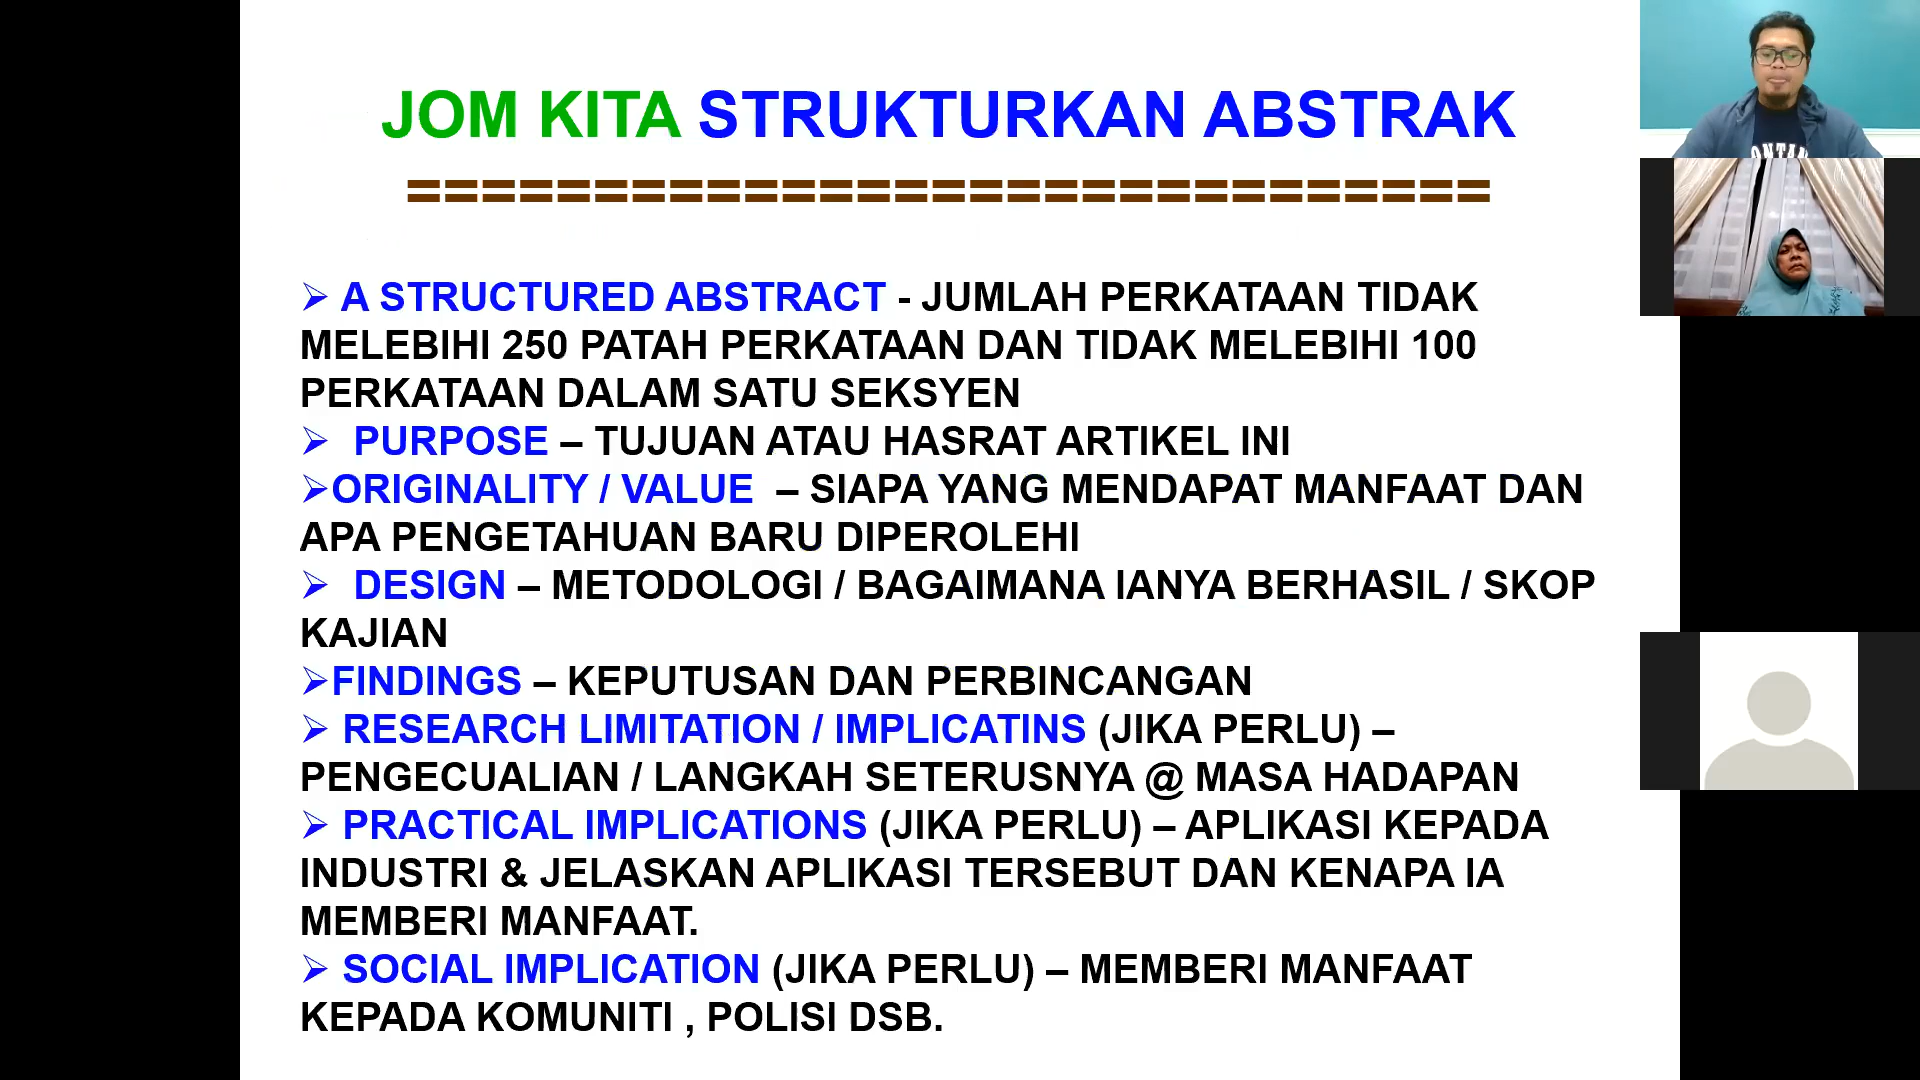 JOM KITA STRUKTURKAN ABSTRAK
=============================
➢ A STRUCTURED ABSTRACT - JUMLAH PERKATAAN TIDAK
MELEBIHI 250 PATAH PERKATAAN DAN TIDAK MELEBIHI 100
PERKATAAN DALAM SATU SEKSYEN
➢ PURPOSE – TUJUAN ATAU HASRAT ARTIKEL INI
➢ORIGINALITY / VALUE – SIAPA YANG MENDAPAT MANFAAT DAN
APA PENGETAHUAN BARU DIPEROLEHI
➢ DESIGN – METODOLOGI / BAGAIMANA IANYA BERHASIL / SKOP
KAJIAN
➢FINDINGS – KEPUTUSAN DAN PERBINCANGAN
➢ RESEARCH LIMITATION / IMPLICATINS (JIKA PERLU) –
PENGECUALIAN / LANGKAH SETERUSNYA @ MASA HADAPAN
➢ PRACTICAL IMPLICATIONS (JIKA PERLU) – APLIKASI KEPADA
INDUSTRI & JELASKAN APLIKASI TERSEBUT DAN KENAPA IA
MEMBERI MANFAAT.
➢ SOCIAL IMPLICATION (JIKA PERLU) – MEMBERI MANFAAT
KEPADA KOMUNITI , POLISI DSB.